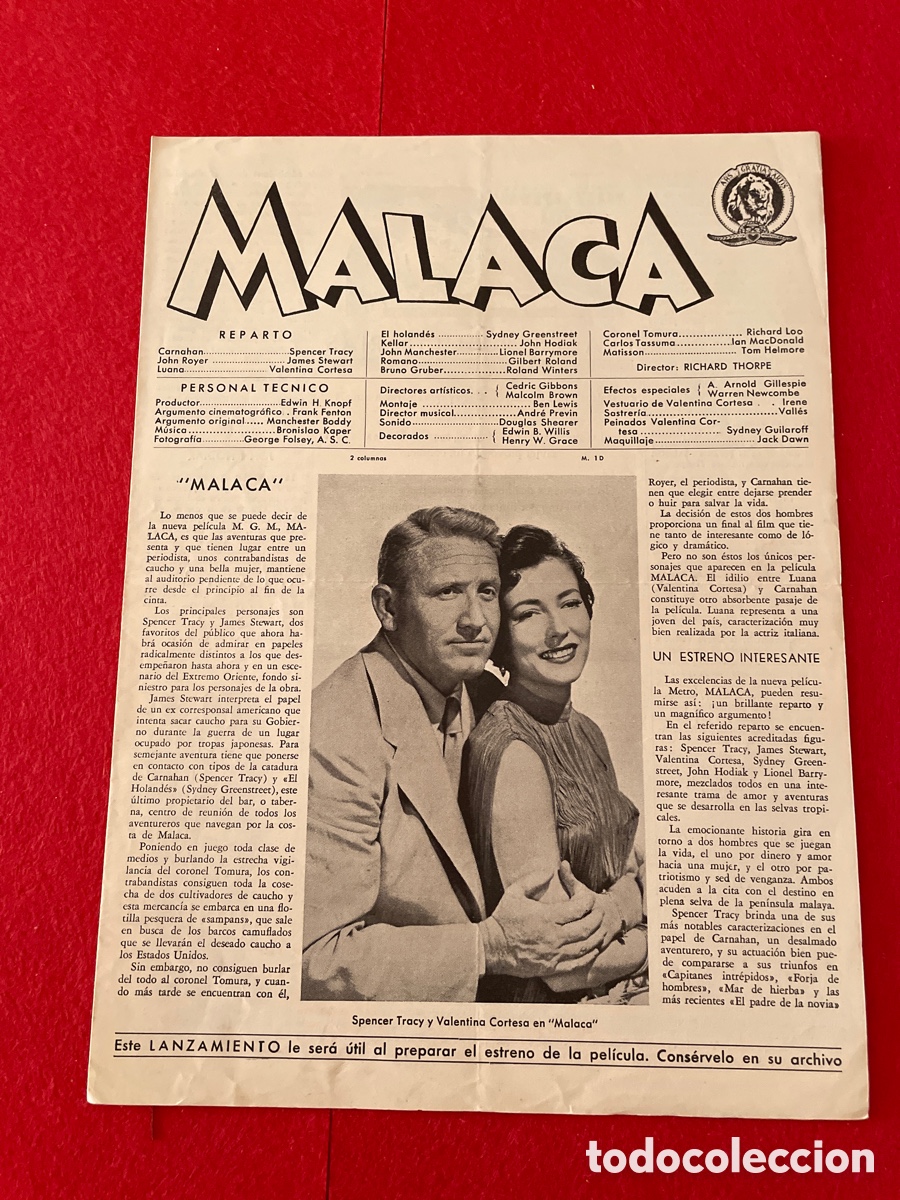 MALACA
ARS GRATIA ARTIS
REPARTO
Carnahan..........Spencer Tracy
John Royer..........James Stewart
Luana..........Valentina Cortesa
El holandés..........Sydney Greenstreet
Kellar..........John Hodiak
John Manchester..........Lionel Barrymore
Romano..........Gilbert Roland
Bruno Gruber..........Roland Winters
Coronel Tomura..........Richard Loo
Carlos Tassuma..........Ian MacDonald
Matisson..........Tom Helmore
Director: RICHARD THORPE
PERSONAL TECNICO
Productor..........Edwin H. Knopf
Argumento cinematográfico . Frank Fenton
Argumento original..... Manchester Boddy
Música..........Bronislao Kaper
Fotografía..........George Folsey, A. S. C.
Directores artísticos. . . { Cedric Gibbons
Malcolm Brown
Montaje..........Ben Lewis
Director musical..........André Previn
Sonido..........Douglas Shearer
Decorados..........{ Edwin B. Willis
Henry W. Grace
Efectos especiales { A. Arnold Gillespie
Warren Newcombe
Vestuario de Valentina Cortesa . . Irene
Sastrería..........Vallés
Peinados Valentina Cor-
tesa..........Sydney Guilaroff
Maquillaje..........Jack Dawn
2 columnas
M. 1D
"MALACA"
Lo menos que se puede decir de
la nueva película M. G. M., MA-
LACA, es que las aventuras que pre-
senta y que tienen lugar entre un
periodista, unos contrabandistas de
caucho y una bella mujer, mantiene
al auditorio pendiente de lo que ocu-
rre desde el principio al fin de la
cinta.
Los principales personajes son
Spencer Tracy y James Stewart, dos
favoritos del público que ahora ha-
brá ocasión de admirar en papeles
radicalmente distintos a los que des-
empeñaron hasta ahora y en un esce-
nario del Extremo Oriente, fondo si-
niestro para los personajes de la obra.
James Stewart interpreta el papel
de un ex corresponsal americano que
intenta sacar caucho para su Gobier-
no durante la guerra de un lugar
ocupado por tropas japonesas. Para
semejante aventura tiene que ponerse
en contacto con tipos de la catadura
de Carnahan (Spencer Tracy) y «El
Holandés» (Sydney Greenstreet), este
último propietario del bar, o taber-
na, centro de reunión de todos los
aventureros que navegan por la cos-
ta de Malaca.
Poniendo en juego toda clase de
medios y burlando la estrecha vigi-
lancia del coronel Tomura, los con-
trabandistas consiguen toda la cose-
cha de dos cultivadores de caucho y
esta mercancía se embarca en una flo-
tilla pesquera de «sampans», que sale
en busca de los barcos camuflados
que se llevarán el deseado caucho a
los Estados Unidos.
Sin embargo, no consiguen burlar
del todo al coronel Tomura, y cuan-
do más tarde se encuentran con él,
Spencer Tracy y Valentina Cortesa en "Malaca"
Royer, el periodista, y Carnahan tie-
nen que elegir entre dejarse prender
o huir para salvar la vida.
La decisión de estos dos hombres
proporciona un final al film que tie-
ne tanto de interesante como de ló-
gico y dramático.
Pero no son éstos los únicos per-
sonajes que aparecen en la película
MALACA. El idilio entre Luana
(Valentina Cortesa) y Carnahan
constituye otro absorbente pasaje de
la película. Luana representa a una
joven del país, caracterización muy
bien realizada por la actriz italiana.
UN ESTRENO INTERESANTE
Las excelencias de la nueva pelícu-
la Metro, MALACA, pueden resu-
mirse así: ¡un brillante reparto y
un magnífico argumento!
En el referido reparto se encuen-
tran las siguientes acreditadas figu-
ras: Spencer Tracy, James Stewart,
Valentina Cortesa, Sydney Green-
street, John Hodiak y Lionel Barry-
more, mezclados todos en una inte-
resante trama de amor y aventuras
que se desarrolla en las selvas tropi-
cales.
La emocionante historia gira en
torno a dos hombres que se juegan
la vida, el uno por dinero y amor
hacia una mujer, y el otro por pa-
triotismo y sed de venganza. Ambos
acuden a la cita con el destino en
plena selva de la península malaya.
Spencer Tracy brinda una de sus
más notables caracterizaciones en el
papel de Carnahan, un desalmado
aventurero, y su actuación bien pue-
de compararse a sus triunfos en
«Capitanes intrépidos», «Forja de
hombres», «Mar de hierba» y las
más recientes «El padre de la novia»
Este LANZAMIENTO le será útil al preparar el estreno de la película. Consérvelo en su archivo
todocoleccion